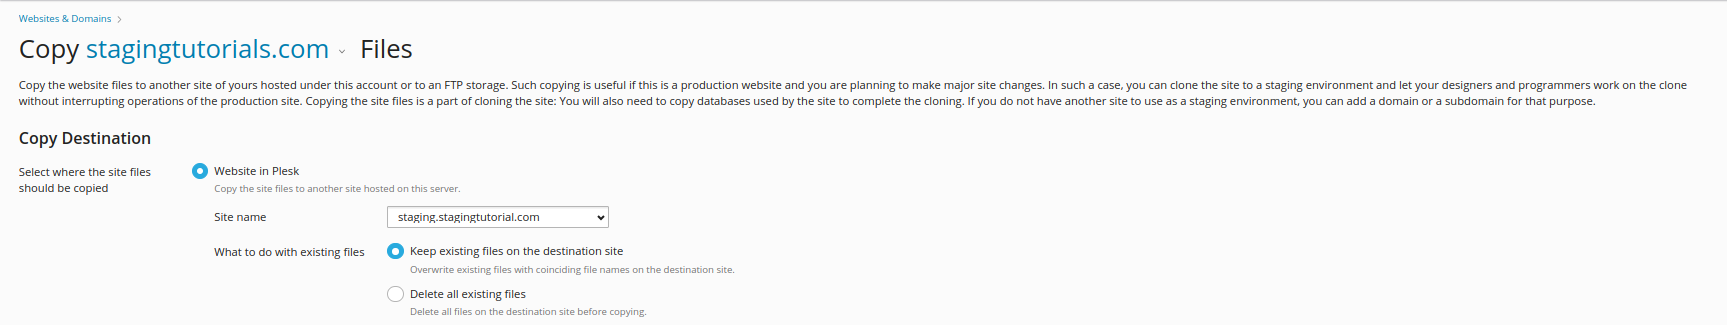 Websites & Domains >
Copy stagingtutorials.com Files
Copy the website files to another site of yours hosted under this account or to an FTP storage. Such copying is useful if this is a production website and you are planning to make major site changes. In such a case, you can clone the site to a staging environment and let your designers and programmers work on the clone
without interrupting operations of the production site. Copying the site files is a part of cloning the site: You will also need to copy databases used by the site to complete the cloning. If you do not have another site to use as a staging environment, you can add a domain or a subdomain for that purpose.
Copy Destination
Select where the site files
should be copied
Website in Plesk
Copy the site files to another site hosted on this server.
Site name
staging.stagingtutorial.com
What to do with existing files
Keep existing files on the destination site
Overwrite existing files with coinciding file names on the destination site.
Delete all existing files
Delete all files on the destination site before copying.